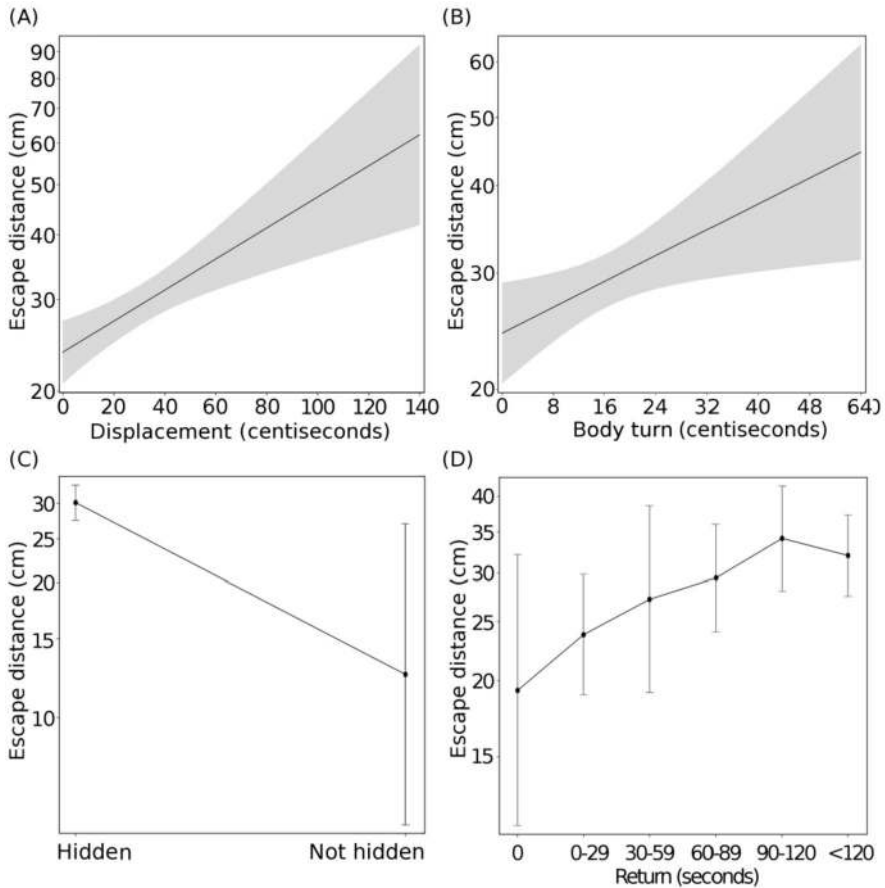 (A)
Escape distance (cm)
90
80
70
60
50
40
30
20
0 20 40 60 80 100 120 140
Displacement (centiseconds)
(B)
Escape distance (cm)
60
50
40
30
20
0 8 16 24 32 40 48 64)
Body turn (centiseconds)
(C)
Escape distance (cm)
30
25
20
15
10
Hidden Not hidden
(D)
Escape distance (cm)
40
35
30
25
20
15
0 0-29 30-59 60-89 90-120 <120
Return (seconds)